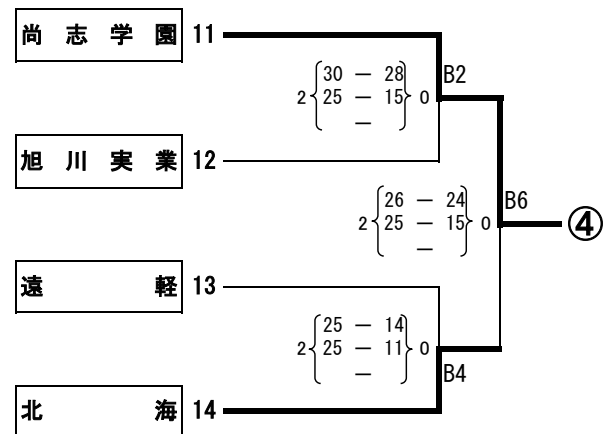 尚志学園 11
30 — 28 B2
2 25 — 15 0
—
旭川実業 12
26 — 24 B6
2 25 — 15 0 ④
—
遠軽 13
25 — 14
2 25 — 11 0
— B4
北海 14